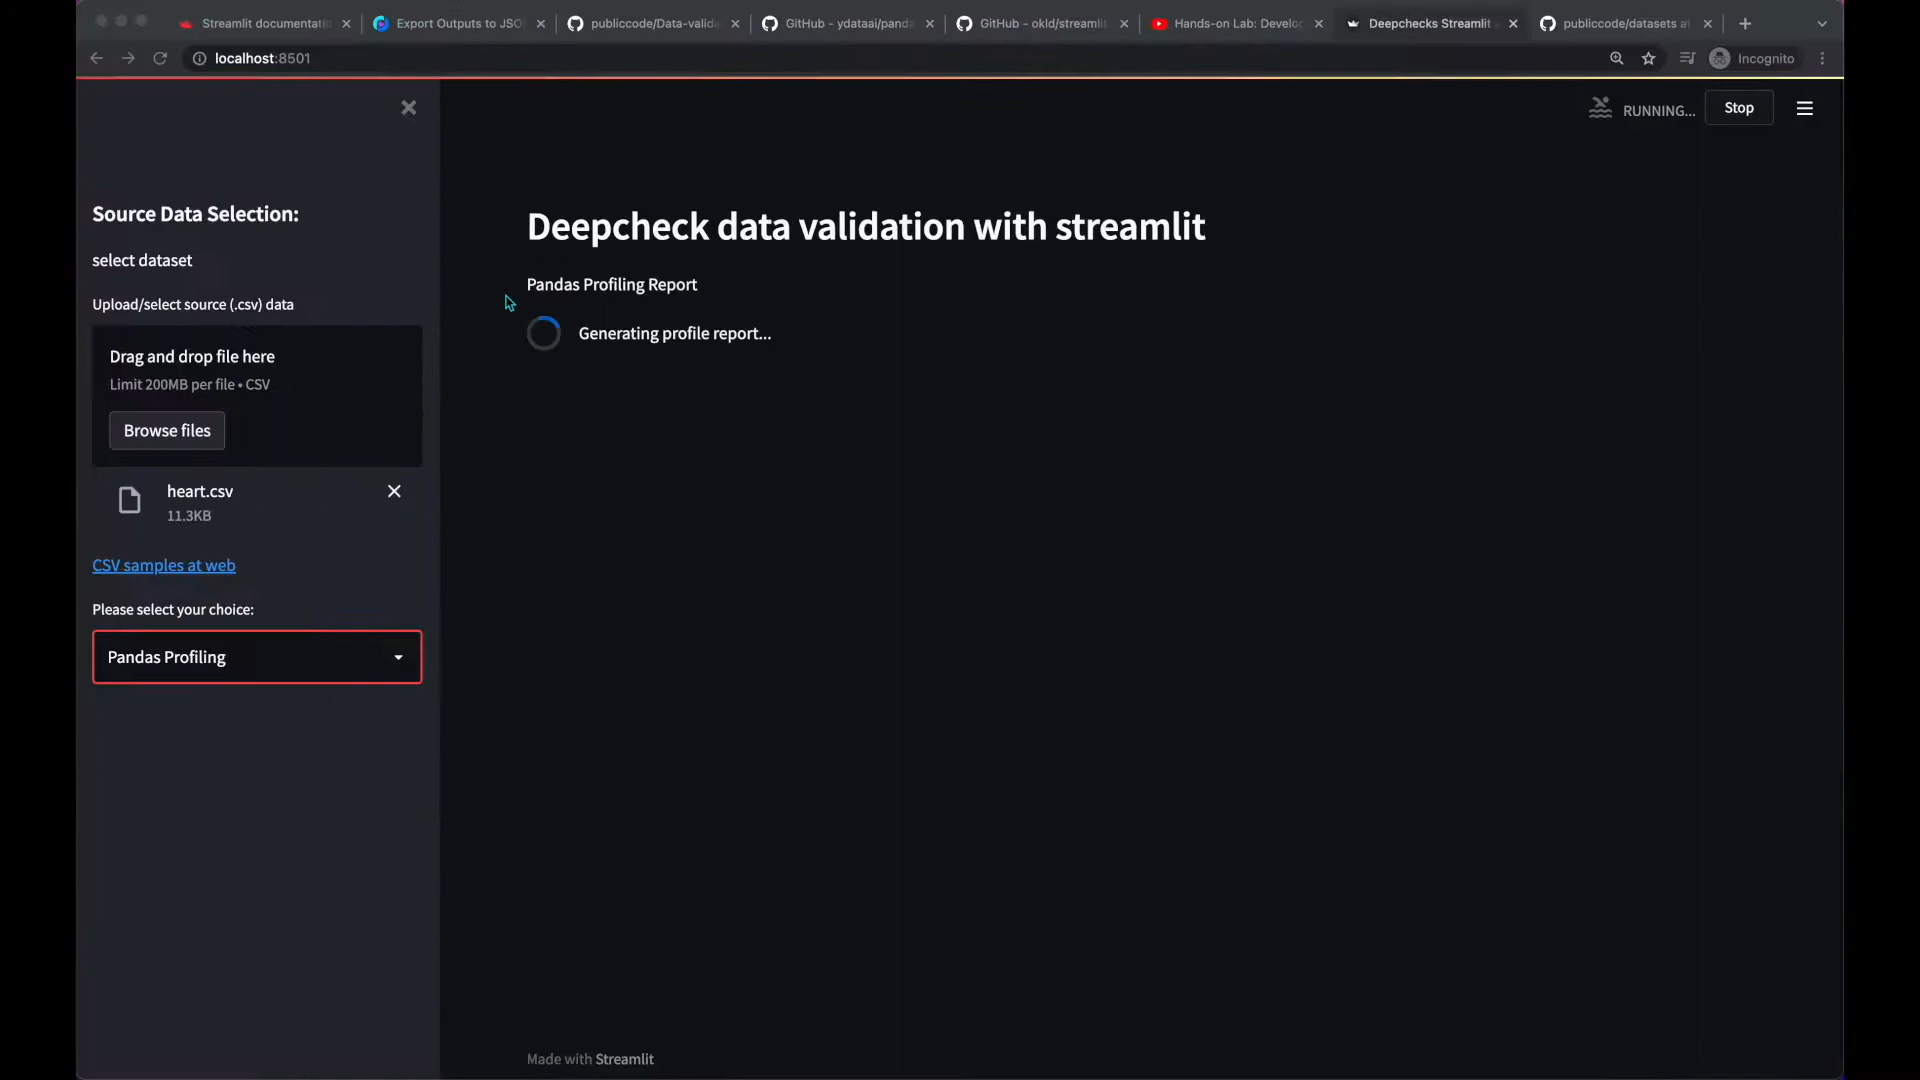 Streamlit documentati
Export Outputs to JSO
publiccode/Data-valid
GitHub - ydataai/panda
GitHub - okld/streamli
Hands-on Lab: Develo
Deepchecks Streamlit
publiccode/datasets a
localhost:8501
Incognito
RUNNING...
Stop
Source Data Selection:
select dataset
Upload/select source (.csv) data
Drag and drop file here
Limit 200MB per file • CSV
Browse files
heart.csv
11.3KB
CSV samples at web
Please select your choice:
Pandas Profiling
Deepcheck data validation with streamlit
Pandas Profiling Report
Generating profile report...
Made with Streamlit